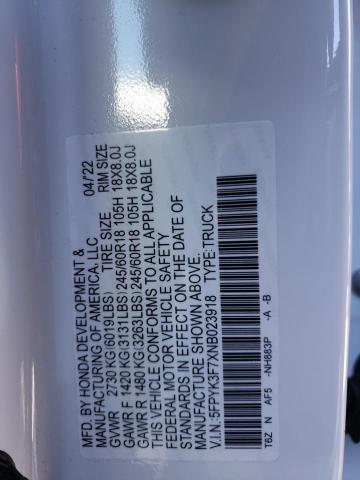 MFD. BY HONDA DEVELOPMENT & 04/22
MANUFACTURING OF AMERICA, LLC
TIRE SIZE RIM SIZE
GVWR 2730 KG(6019LBS)
GAWR F 1420 KG(3131LBS) 245/60R18 105H 18X8.0J
GAWR R 1480 KG(3263LBS) 245/60R18 105H 18X8.0J
THIS VEHICLE CONFORMS TO ALL APPLICABLE
FEDERAL MOTOR VEHICLE SAFETY
STANDARDS IN EFFECT ON THE DATE OF
MANUFACTURE SHOWN ABOVE.
V.I.N.:5FPYK3F7XNB023918 TYPE:TRUCK
T6Z N AF5 -NH883P -A -B